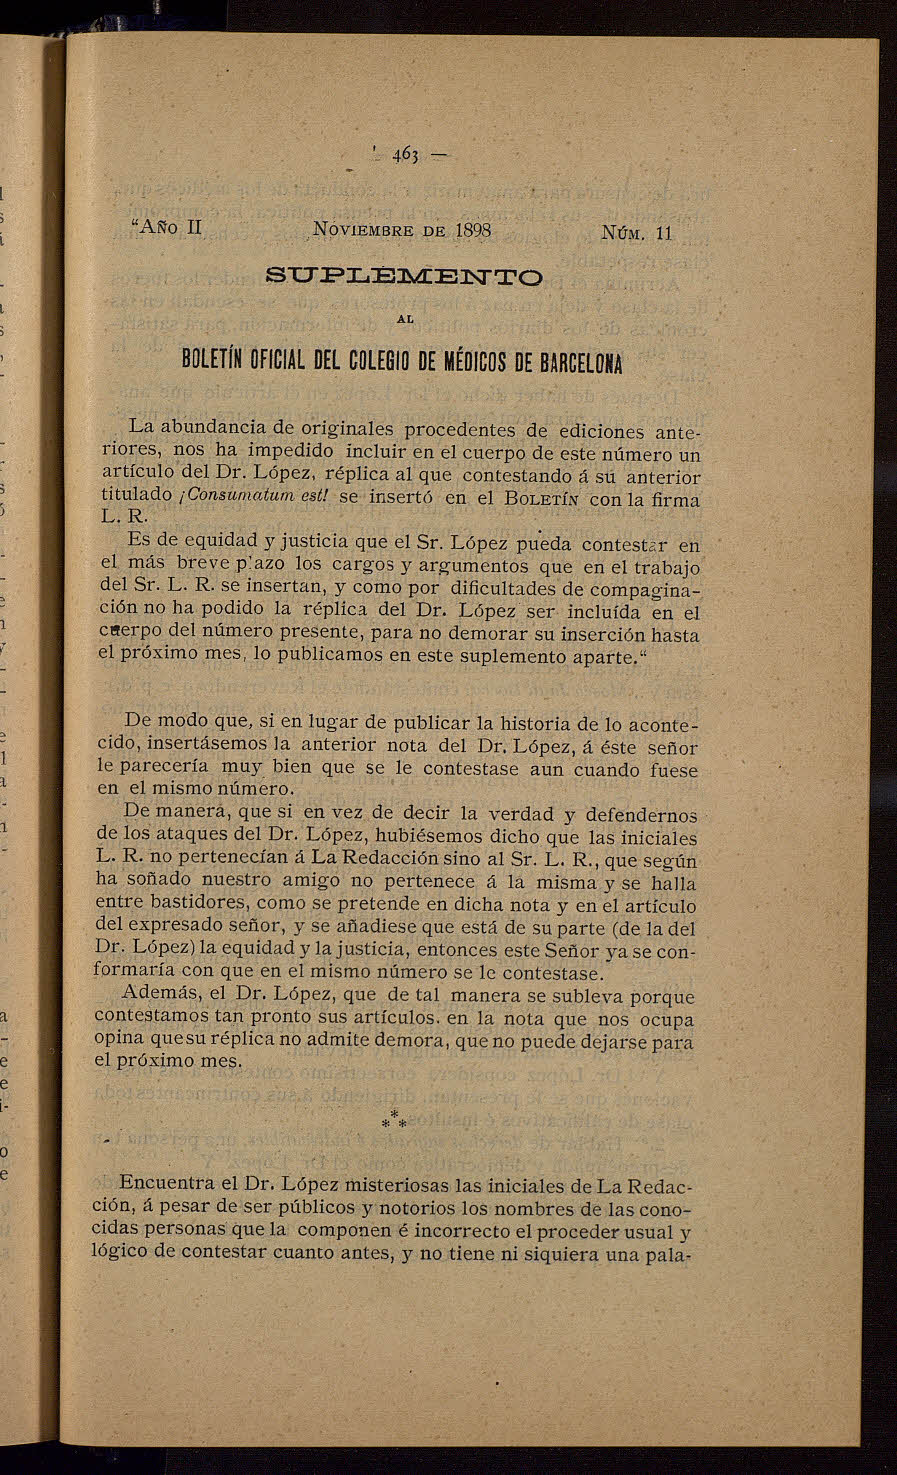 463 —
“Año II Noviembre de 1898 Núm. 11
SUPLEMENTO
AL
BOLETÍN OFICIAL DEL COLEGIO DE MÉDICOS DE BARCELONA
La abundancia de originales procedentes de ediciones ante-
riores, nos ha impedido incluir en el cuerpo de este número un
artículo del Dr. López, réplica al que contestando á su anterior
titulado ¡Consumatum est! se insertó en el Boletín con la firma
L. R.
Es de equidad y justicia que el Sr. López pueda contestar en
el más breve plazo los cargos y argumentos que en el trabajo
del Sr. L. R. se insertan, y como por dificultades de compagina-
ción no ha podido la réplica del Dr. López ser incluída en el
cuerpo del número presente, para no demorar su inserción hasta
el próximo mes, lo publicamos en este suplemento aparte.“
De modo que, si en lugar de publicar la historia de lo aconte-
cido, insertásemos la anterior nota del Dr. López, á éste señor
le parecería muy bien que se le contestase aun cuando fuese
en el mismo número.
De manera, que si en vez de decir la verdad y defendernos
de los ataques del Dr. López, hubiésemos dicho que las iniciales
L. R. no pertenecían á La Redacción sino al Sr. L. R., que según
ha soñado nuestro amigo no pertenece á la misma y se halla
entre bastidores, como se pretende en dicha nota y en el artículo
del expresado señor, y se añadiese que está de su parte (de la del
Dr. López) la equidad y la justicia, entonces este Señor ya se con-
formaría con que en el mismo número se le contestase.
Además, el Dr. López, que de tal manera se subleva porque
contestamos tan pronto sus artículos. en la nota que nos ocupa
opina que su réplica no admite demora, que no puede dejarse para
el próximo mes.
*
* *
Encuentra el Dr. López misteriosas las iniciales de La Redac-
ción, á pesar de ser públicos y notorios los nombres de las cono-
cidas personas que la componen é incorrecto el proceder usual y
lógico de contestar cuanto antes, y no tiene ni siquiera una pala-